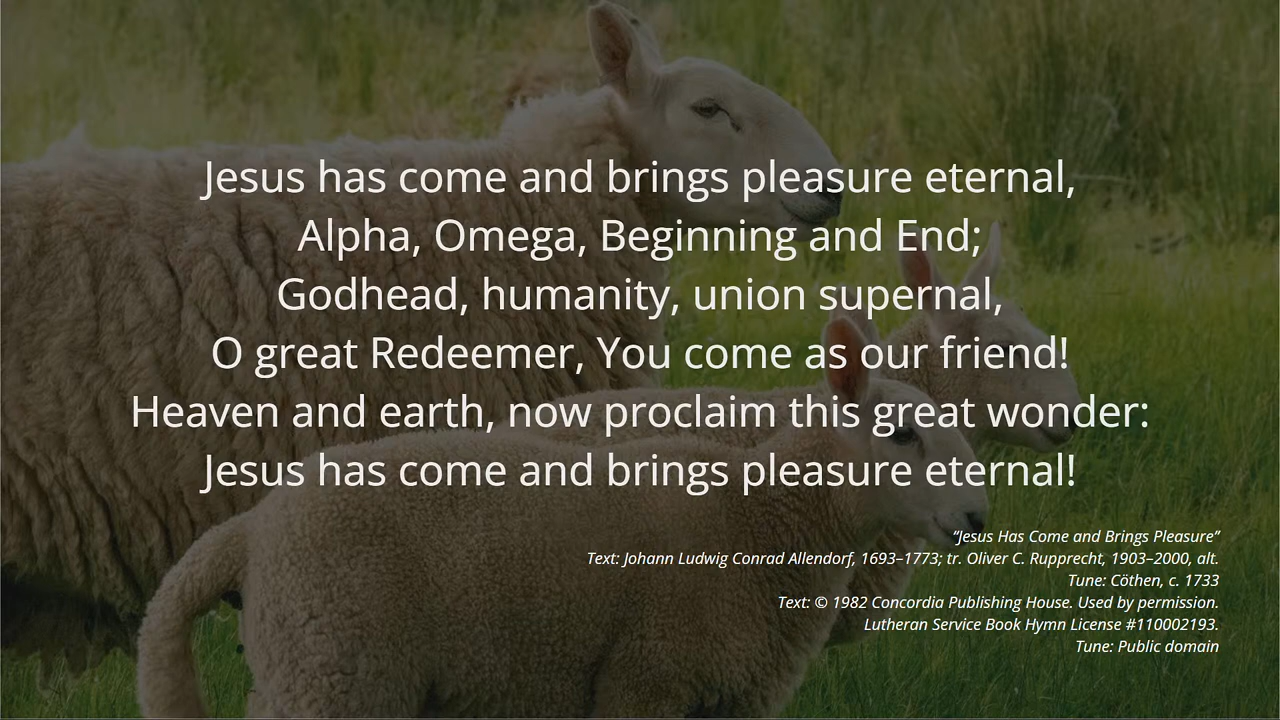 Jesus has come and brings pleasure eternal,
Alpha, Omega, Beginning and End;
Godhead, humanity, union supernal,
O great Redeemer, You come as our friend!
Heaven and earth, now proclaim this great wonder:
Jesus has come and brings pleasure eternal!
“Jesus Has Come and Brings Pleasure”
Text: Johann Ludwig Conrad Allendorf, 1693–1773; tr. Oliver C. Rupprecht, 1903–2000, alt.
Tune: Cöthen, c. 1733
Text: © 1982 Concordia Publishing House. Used by permission.
Lutheran Service Book Hymn License #110002193.
Tune: Public domain